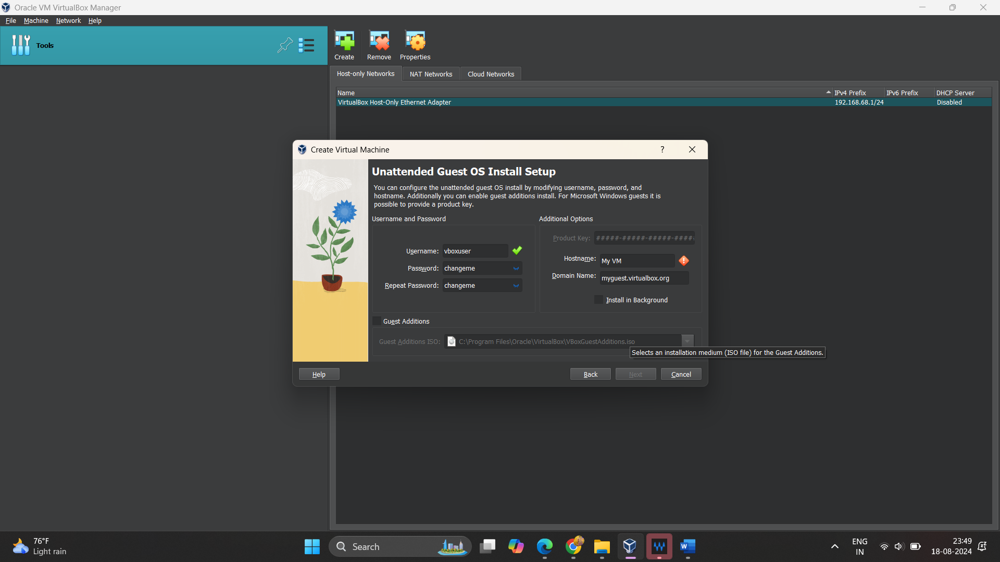 Oracle VM VirtualBox Manager
File Machine Network Help
Tools
Create Remove Properties
Host-only Networks NAT Networks Cloud Networks
Name IPv4 Prefix IPv6 Prefix DHCP Server
VirtualBox Host-Only Ethernet Adapter 192.168.68.1/24 Disabled
Create Virtual Machine ?
Unattended Guest OS Install Setup
You can configure the unattended guest OS install by modifying username, password, and
hostname. Additionally you can enable guest additions install. For Microsoft Windows guests it is
possible to provide a product key.
Username and Password
Username: vboxuser
Password: changeme
Repeat Password: changeme
Additional Options
Product Key: #####-#####-#####-####
Hostname: My VM
Domain Name: myguest.virtualbox.org
Install in Background
Guest Additions
Guest Additions ISO: C:\Program Files\Oracle\VirtualBox\VBoxGuestAdditions.iso
Selects an installation medium (ISO file) for the Guest Additions.
Help Back Next Cancel
76°F
Light rain
Search
ENG
IN
23:49
18-08-2024